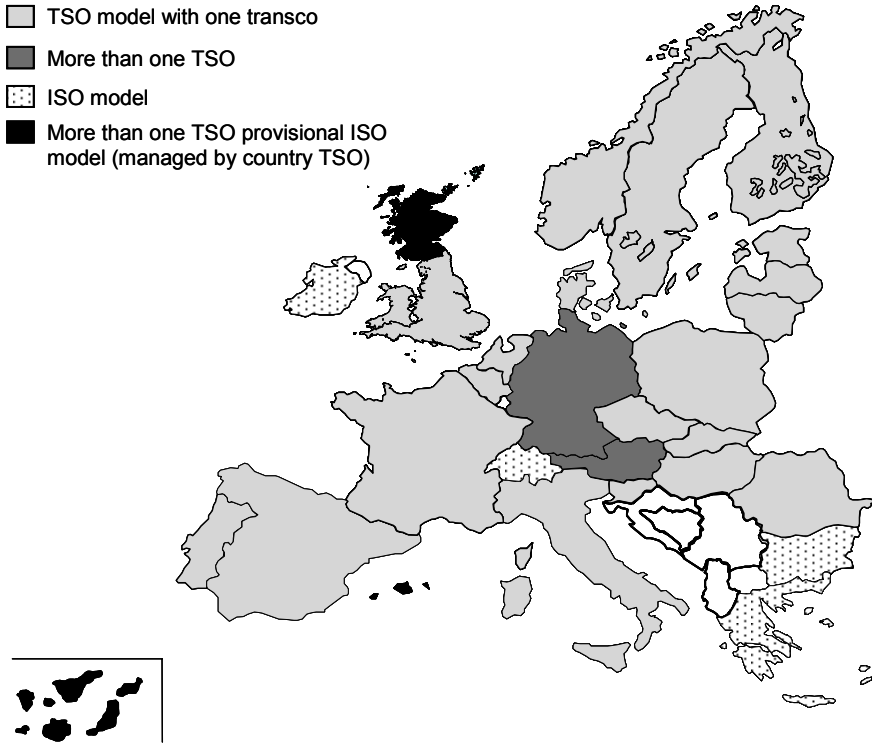 TSO model with one transco
More than one TSO
ISO model
More than one TSO provisional ISO
model (managed by country TSO)